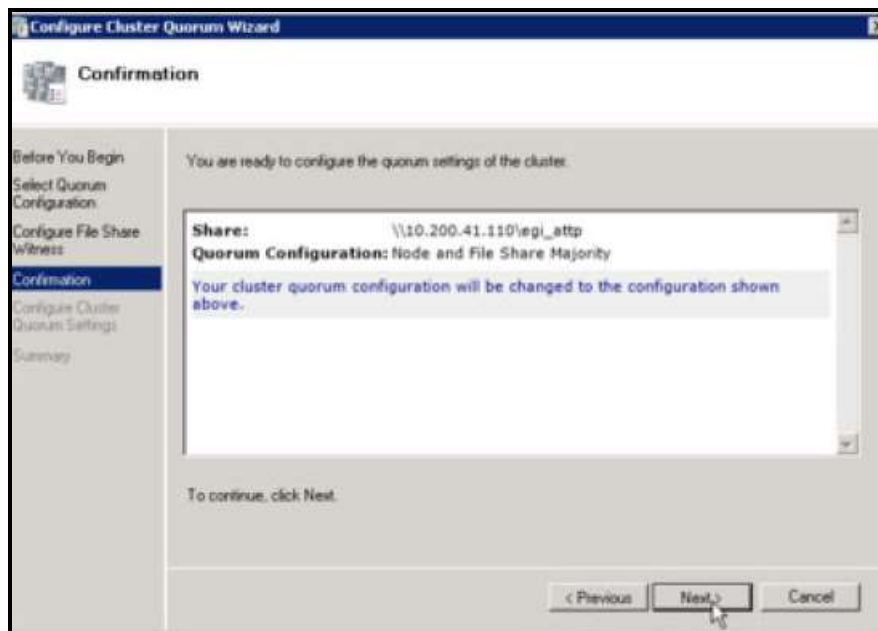 Configure Cluster Quorum Wizard
Confirmation
Before You Begin
Select Quorum
Configuration
Configure File Share
Witness
Confirmation
Configure Cluster
Quorum Settings
Summary
You are ready to configure the quorum settings of the cluster.
Share: \\10.200.41.110\egi_attp
Quorum Configuration: Node and File Share Majority
Your cluster quorum configuration will be changed to the configuration shown
above.
To continue, click Next.
< Previous
Next >
Cancel